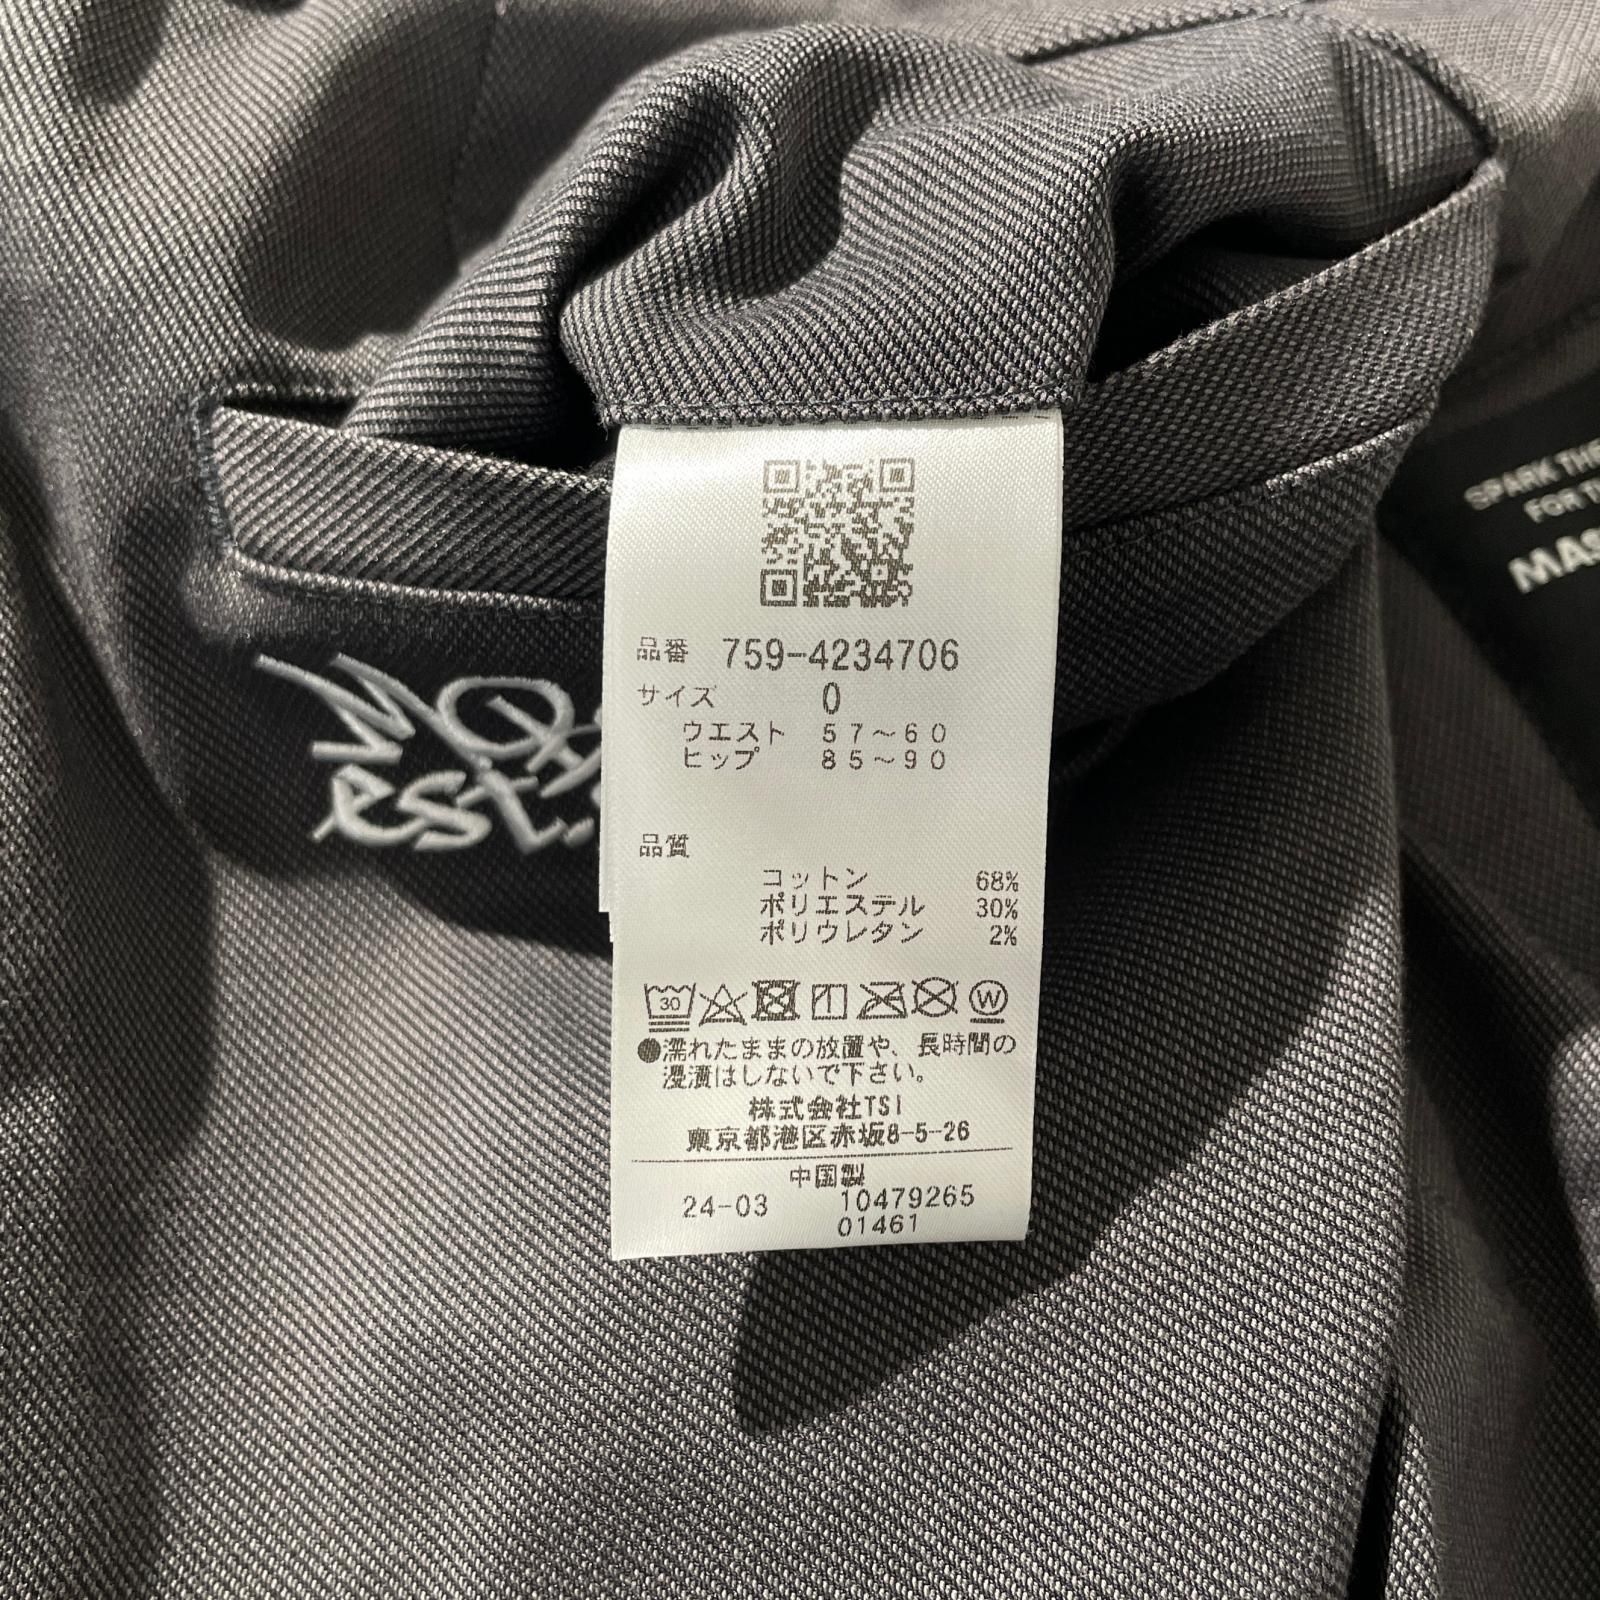 SPARK THE
FOR T
MAS
品番 759-4234706
サイズ 0
ウエスト 57～60
ヒップ 85～90
品質
コットン 68%
ポリエステル 30%
ポリウレタン 2%
30
W
●濡れたままの放置や、長時間の
浸漬はしないで下さい。
株式会社TSI
東京都港区赤坂8-5-26
中国製
24-03 10479265
01461